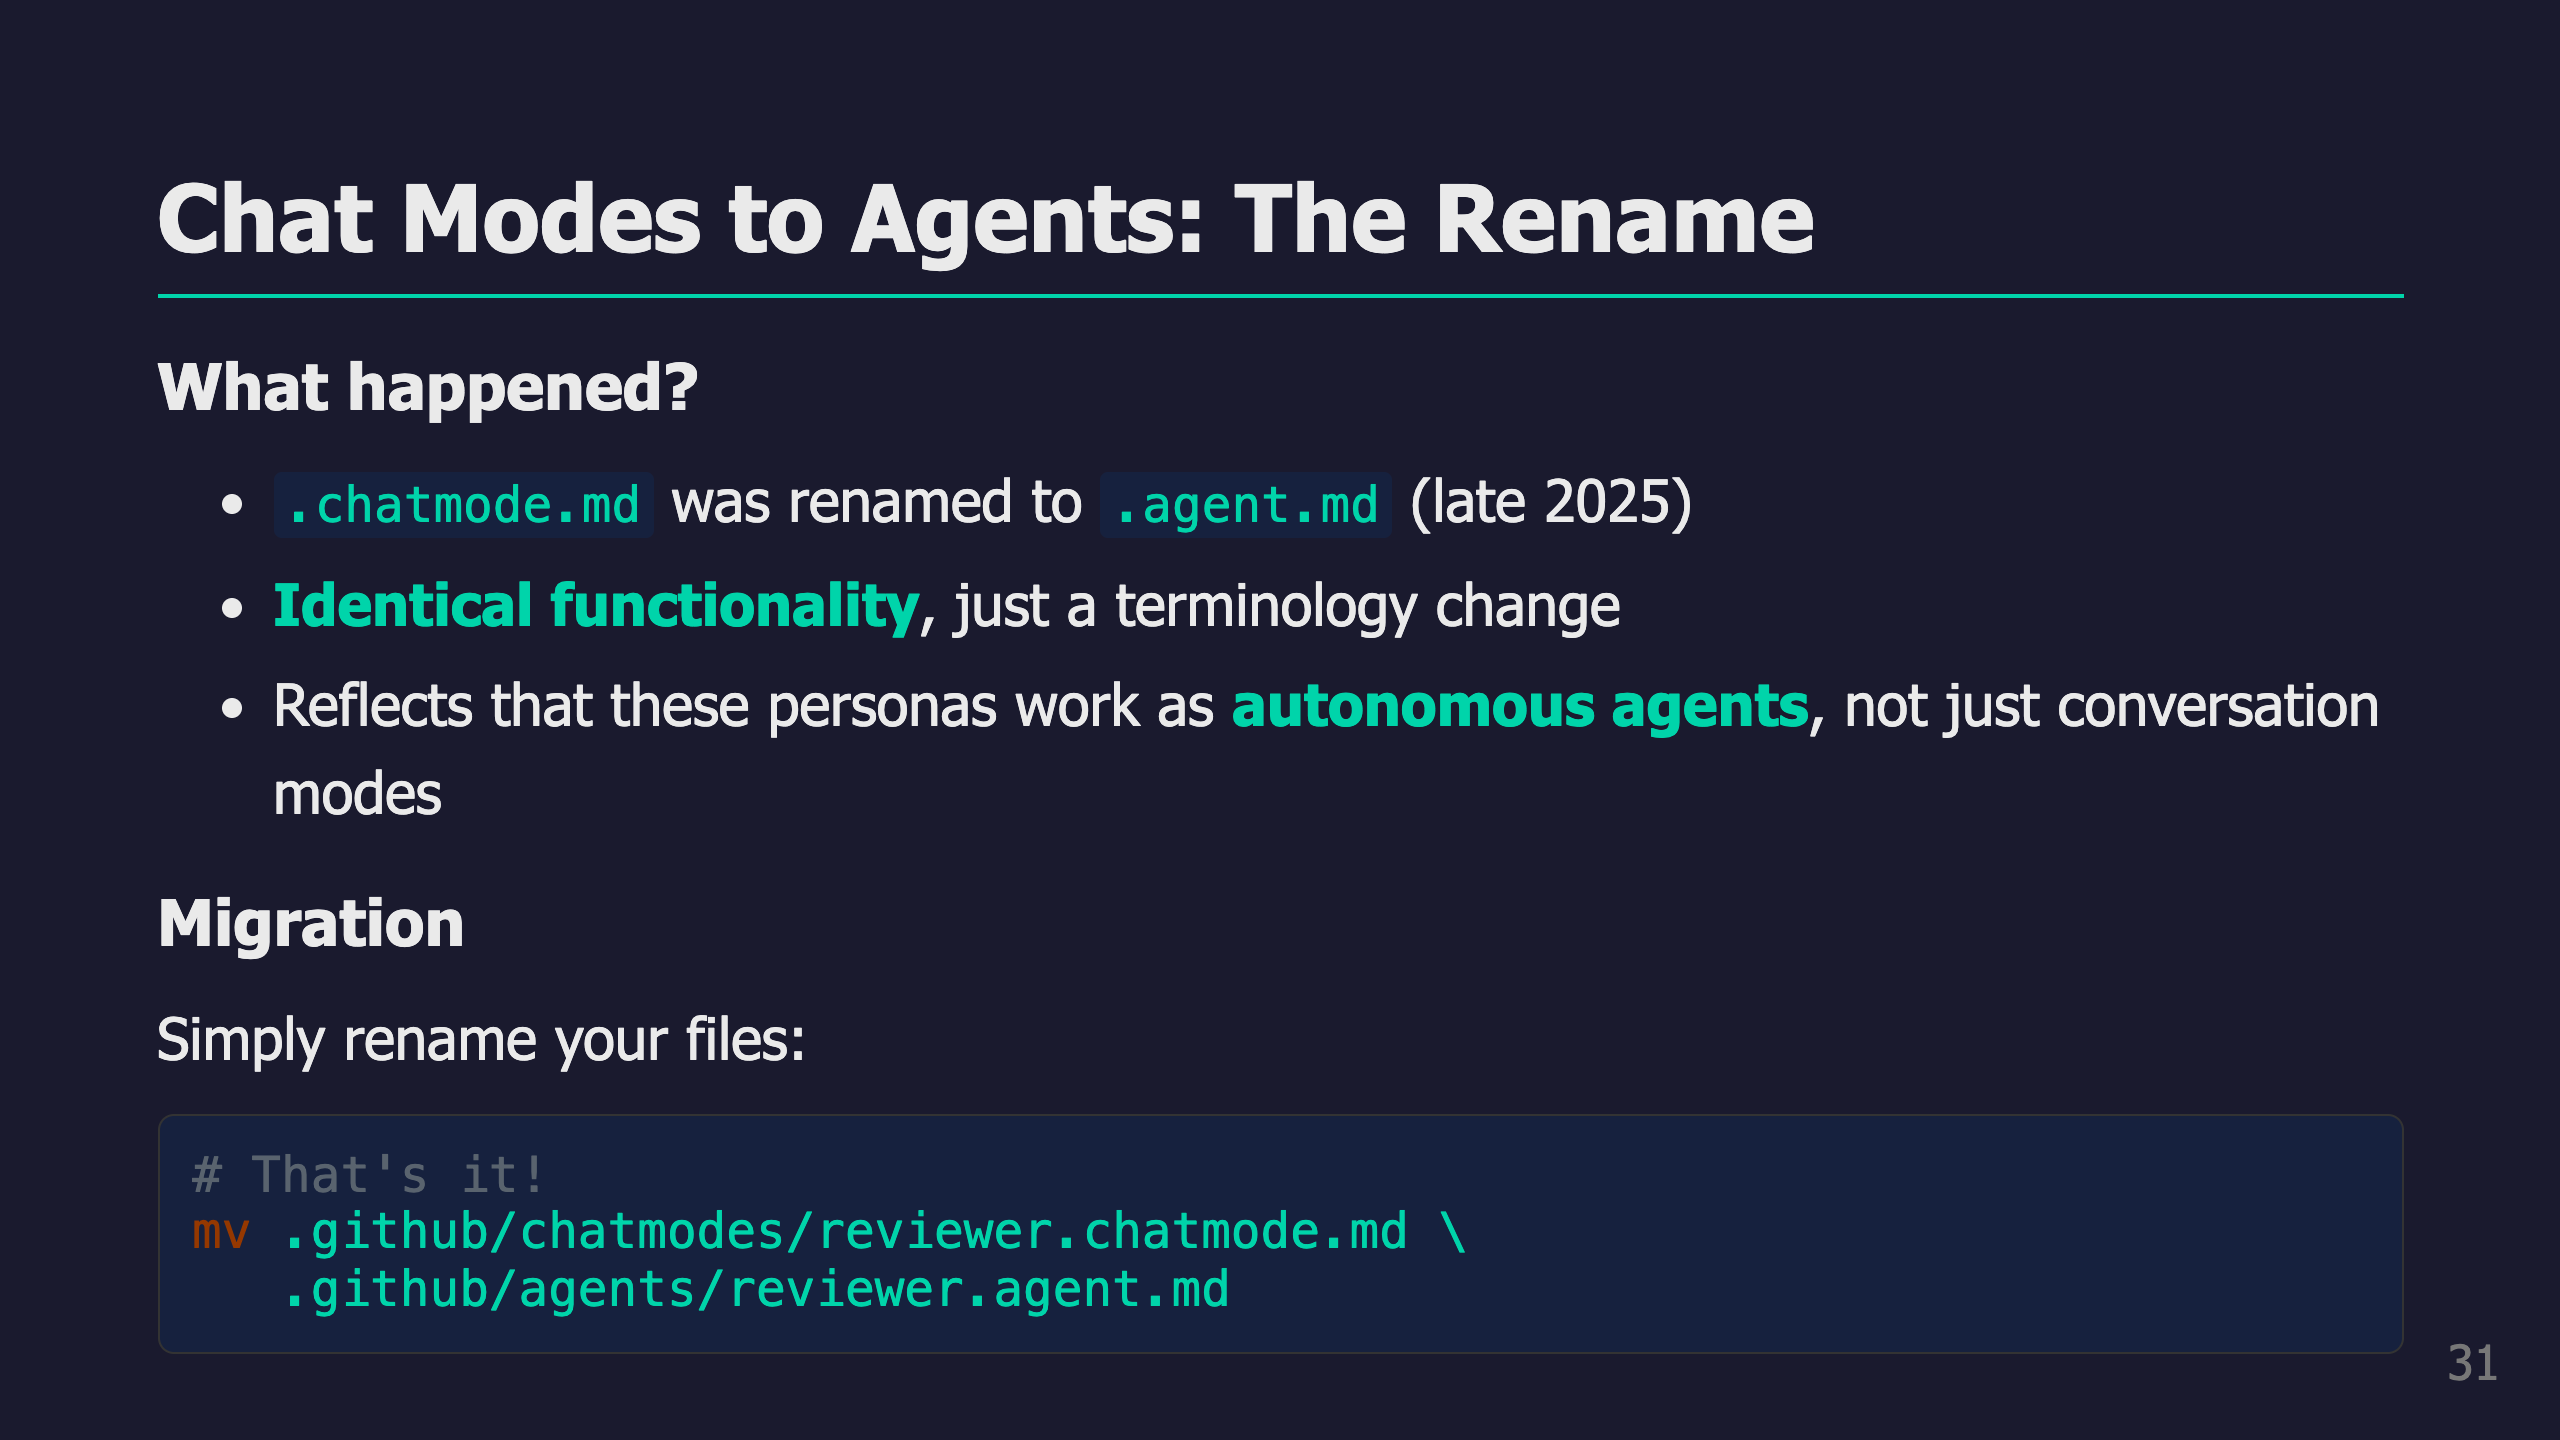 Chat Modes to Agents: The Rename
What happened?
• .chatmode.md was renamed to .agent.md (late 2025)
• Identical functionality, just a terminology change
• Reflects that these personas work as autonomous agents, not just conversation
modes
Migration
Simply rename your files:
# That's it!
mv .github/chatmodes/reviewer.chatmode.md \
   .github/agents/reviewer.agent.md
31